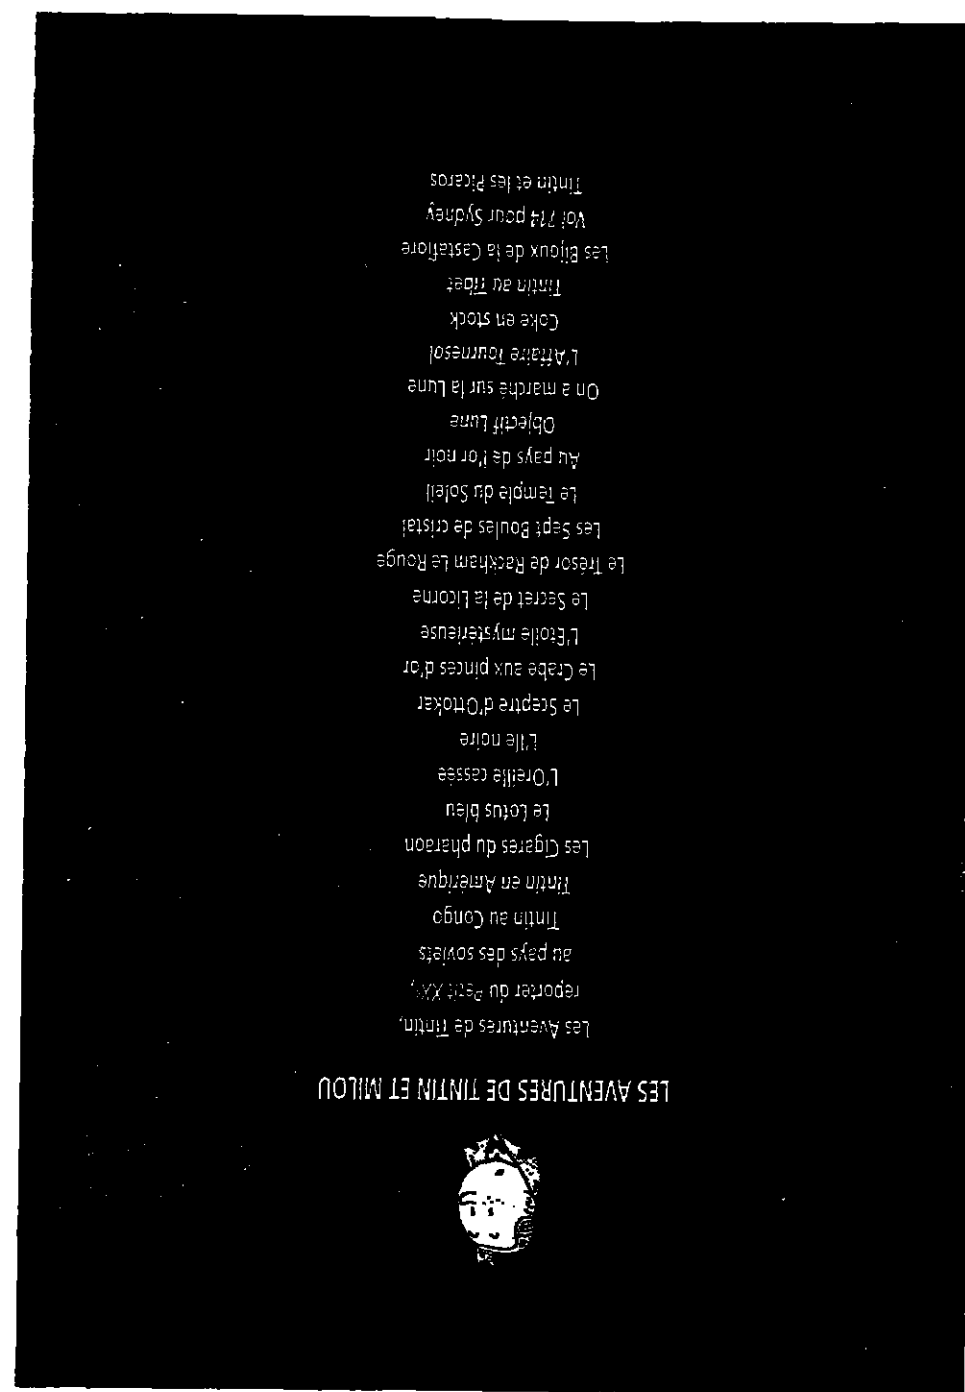 LES AVENTURES DE TINTIN ET MILOU
Les Aventures de Tintin,
reporter du Petit XXe,
au pays des soviets
Tintin au Congo
Tintin en Amérique
Les Cigares du pharaon
Le Lotus bleu
L'Oreille cassée
L'Ile noire
Le Sceptre d'Ottokar
Le Crabe aux pinces d'or
L'Etoile mystérieuse
Le Secret de la Licorne
Le Trésor de Rackham Le Rouge
Les Sept Boules de cristal
Le Temple du Soleil
Au pays de l'or noir
Objectif Lune
On a marché sur la Lune
L'Affaire Tournesol
Coke en stock
Tintin au Tibet
Les Bijoux de la Castafiore
Vol 714 pour Sydney
Tintin et les Picaros